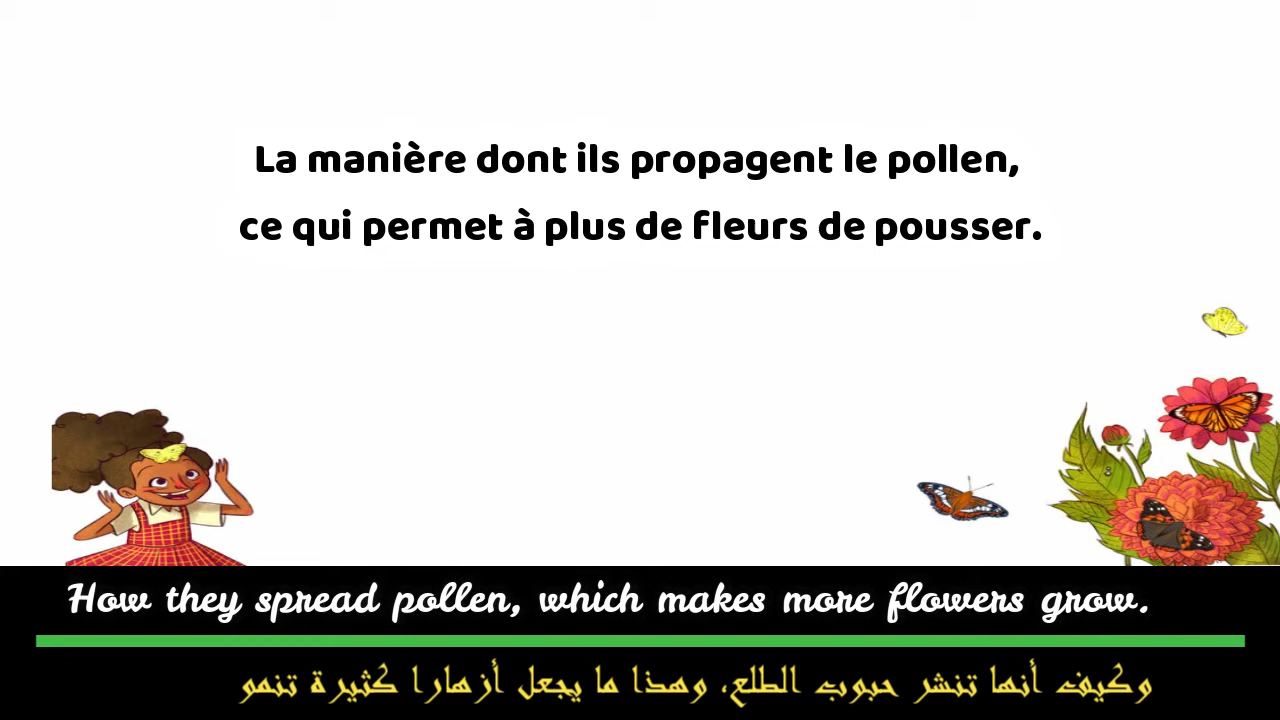 La manière dont ils propagent le pollen,
ce qui permet à plus de fleurs de pousser.
How they spread pollen, which makes more flowers grow.
وكيف أنها تنشر حبوب الطلع، وهذا ما يجعل أزهارا كثيرة تنمو